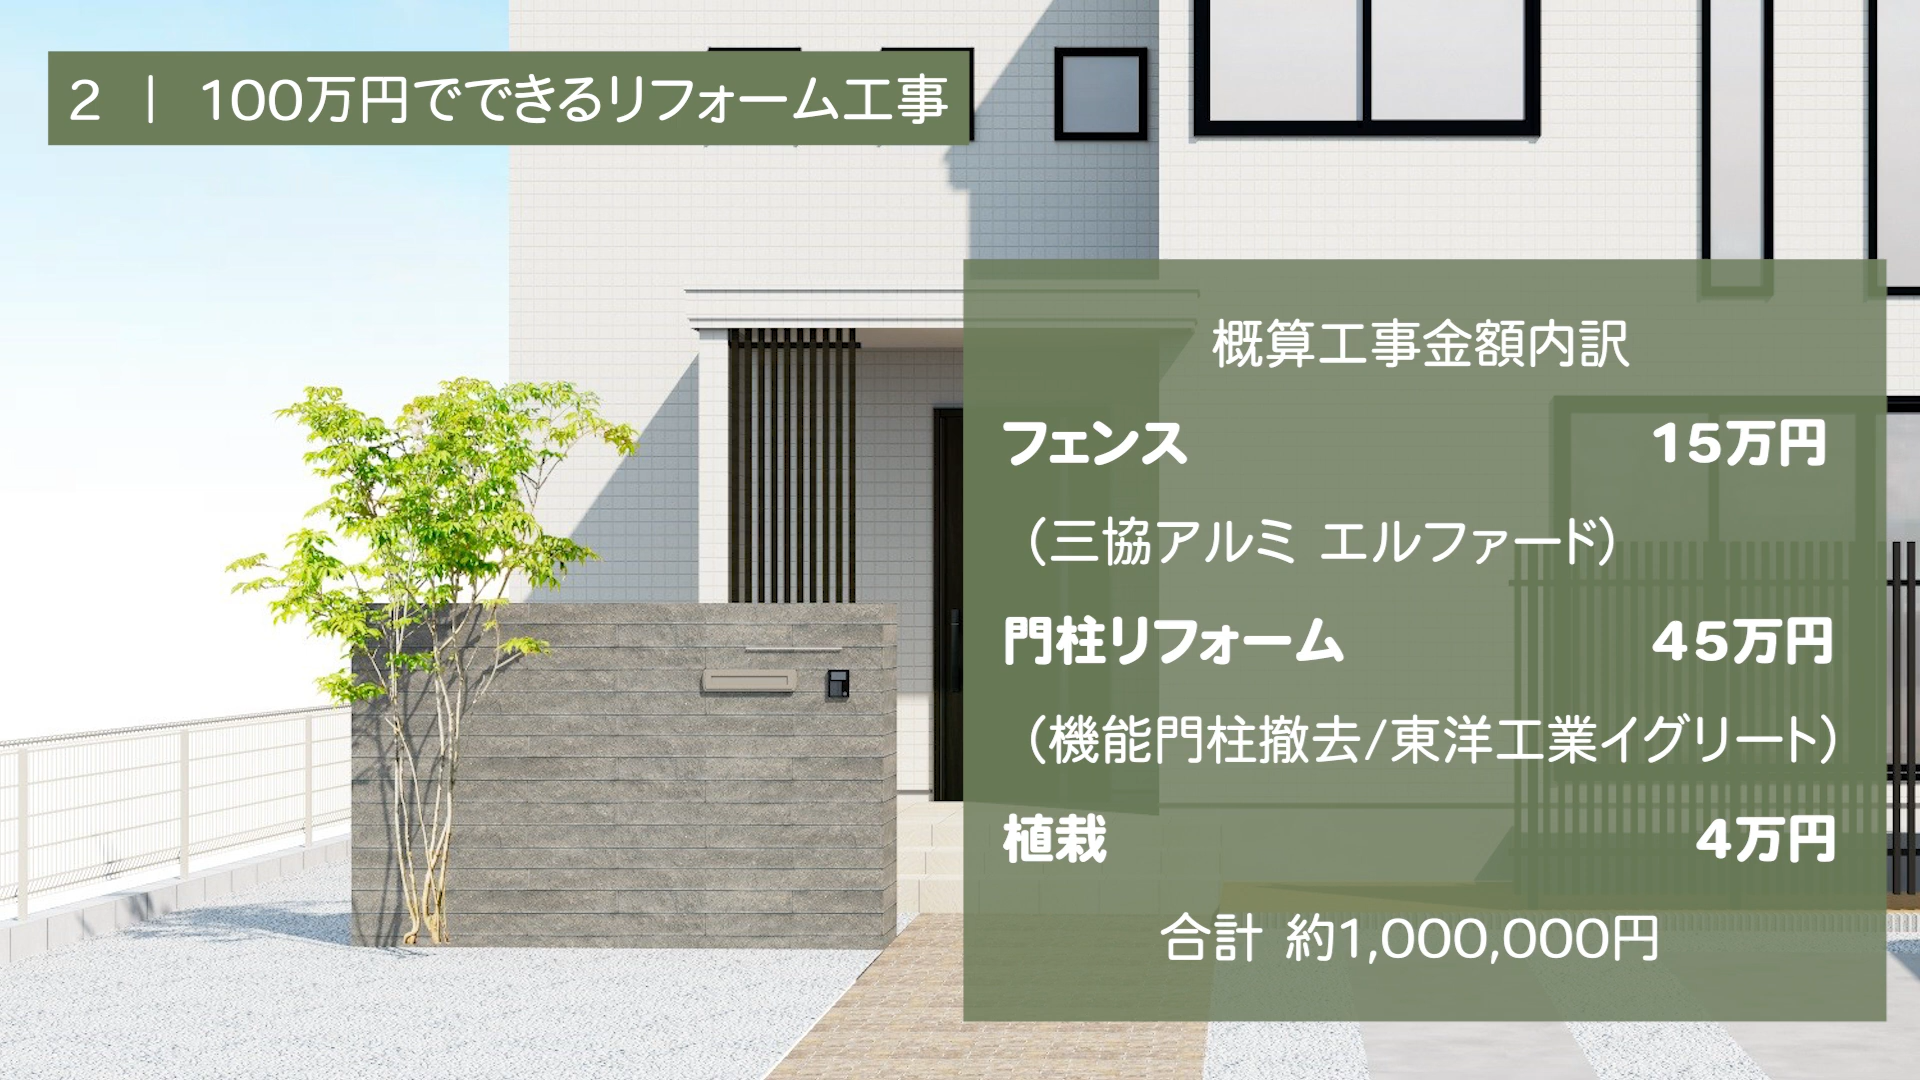 2 | 100万円でできるリフォーム工事
概算工事金額内訳
フェンス 15万円
（三協アルミ エルファード）
門柱リフォーム 45万円
（機能門柱撤去/東洋工業イグリート）
植栽 4万円
合計 約1,000,000円